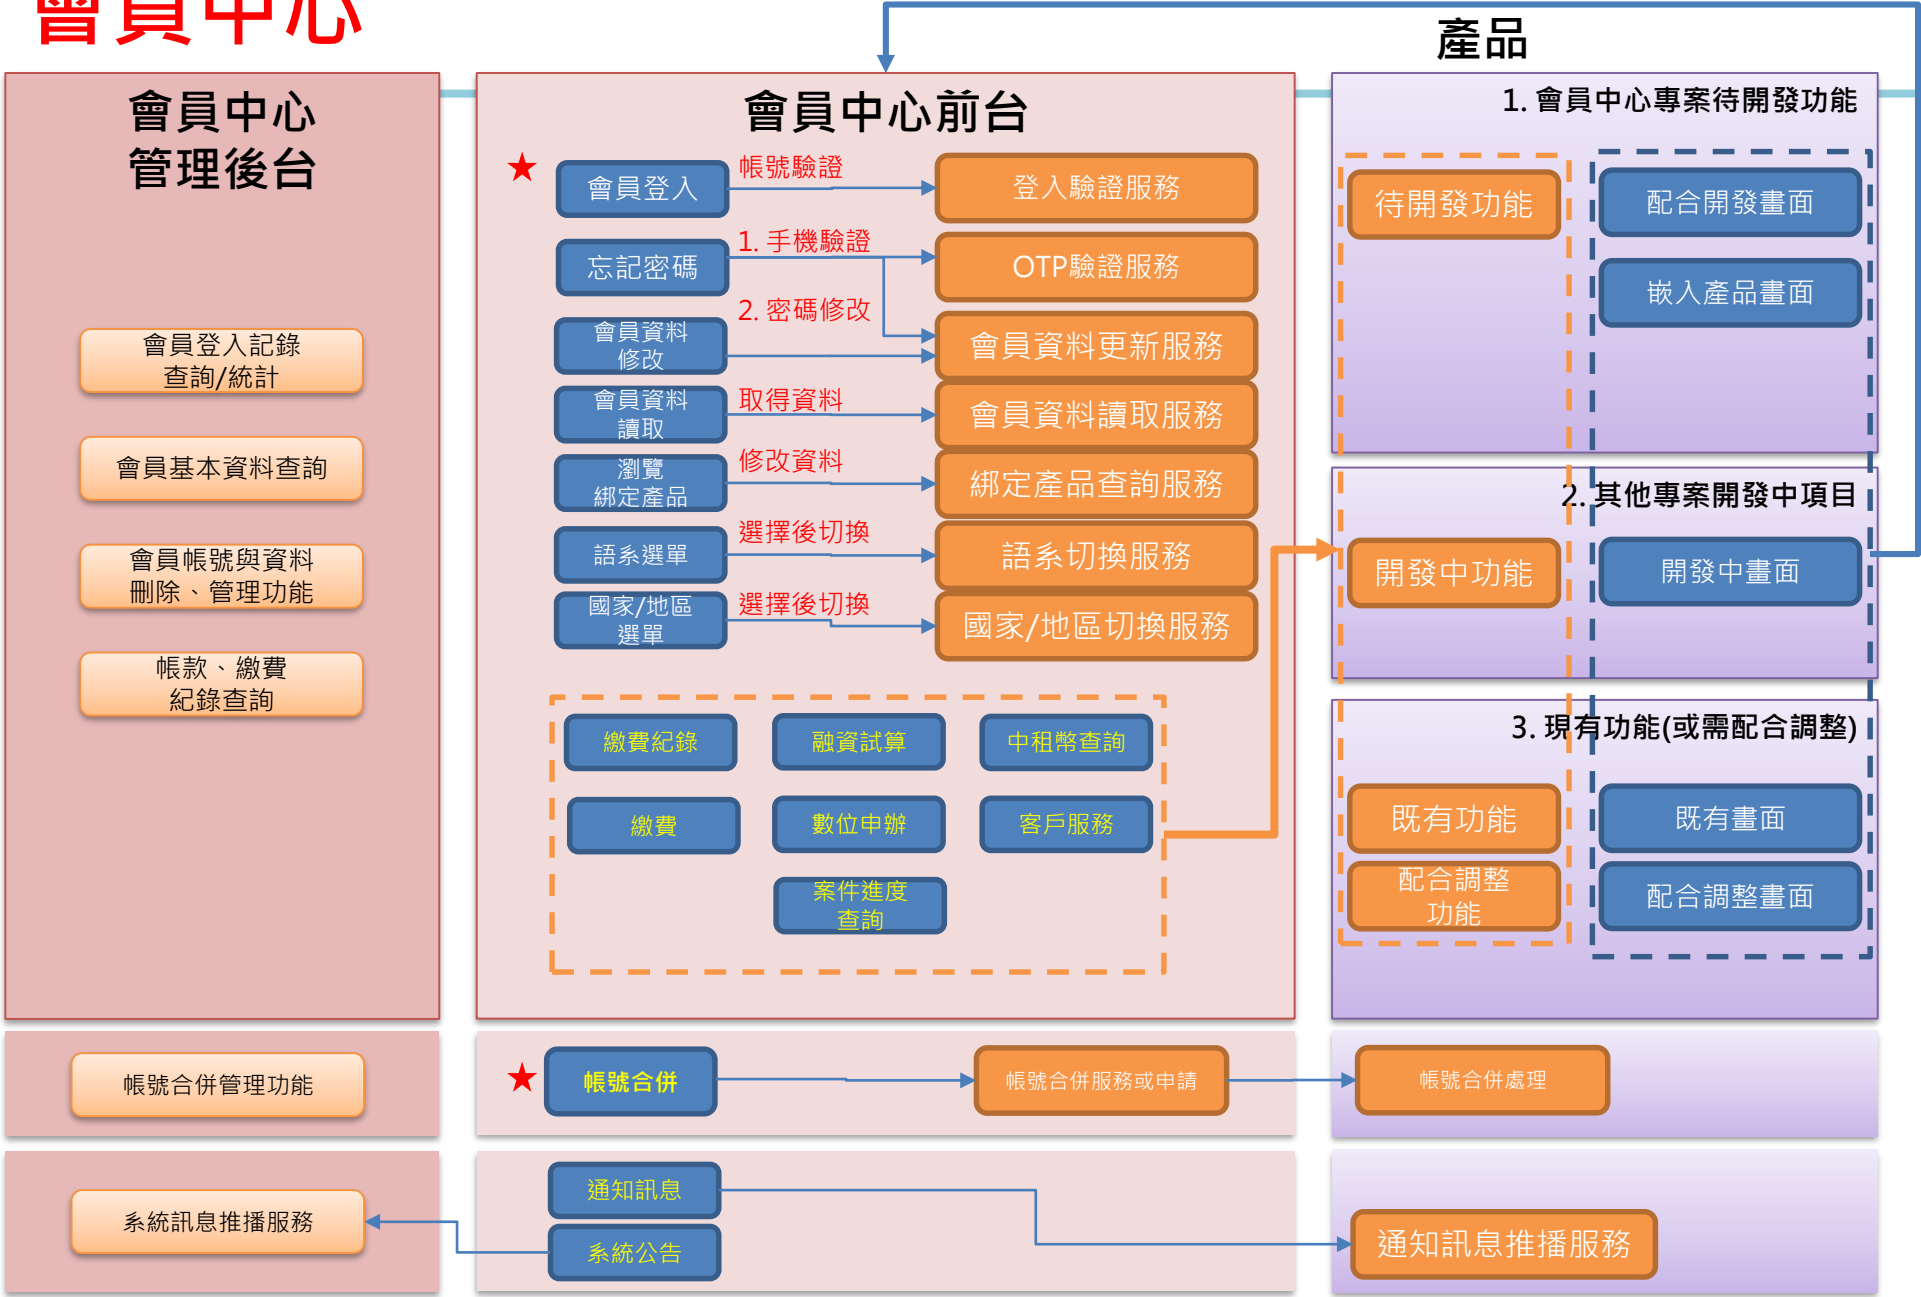 會員中心
產品
會員中心
管理後台
會員登入記錄
查詢/統計
會員基本資料查詢
會員帳號與資料
刪除、管理功能
帳款、繳費
紀錄查詢
會員中心前台
會員登入
帳號驗證
登入驗證服務
忘記密碼
1. 手機驗證
OTP驗證服務
2. 密碼修改
會員資料
修改
會員資料更新服務
會員資料
讀取
取得資料
會員資料讀取服務
瀏覽
綁定產品
修改資料
綁定產品查詢服務
語系選單
選擇後切換
語系切換服務
國家/地區
選單
選擇後切換
國家/地區切換服務
繳費紀錄
融資試算
中租幣查詢
繳費
數位申辦
客戶服務
案件進度
查詢
1. 會員中心專案待開發功能
待開發功能
配合開發畫面
嵌入產品畫面
2. 其他專案開發中項目
開發中功能
開發中畫面
3. 現有功能(或需配合調整)
既有功能
既有畫面
配合調整
功能
配合調整畫面
帳號合併管理功能
帳號合併
帳號合併服務或申請
帳號合併處理
系統訊息推播服務
通知訊息
系統公告
通知訊息推播服務